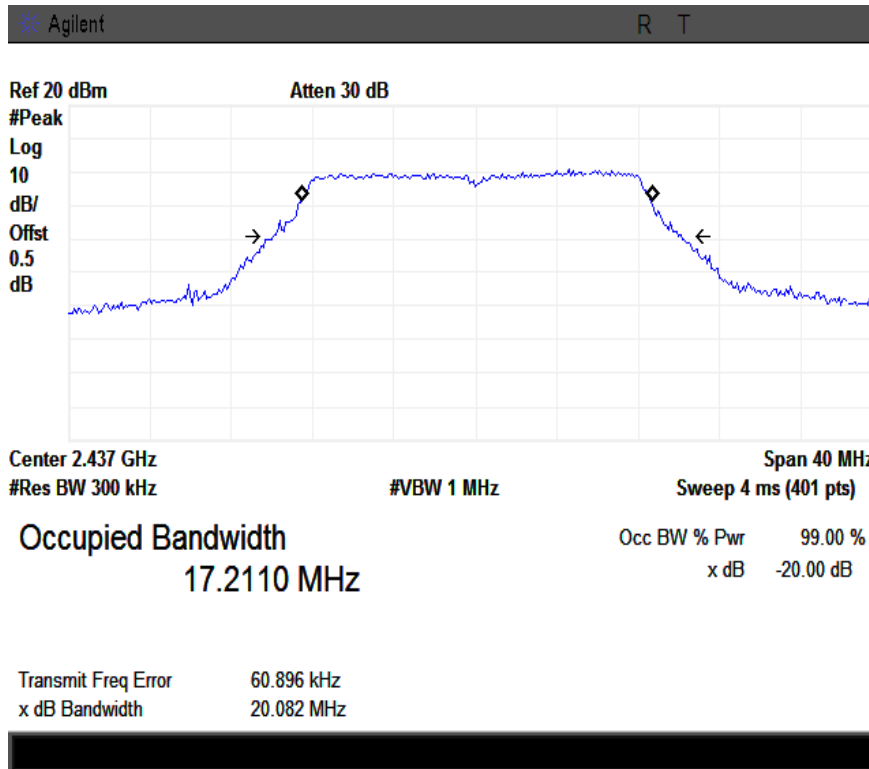 Agilent R T
Ref 20 dBm Atten 30 dB
#Peak
Log
10
dB/
Offst
0.5
dB
Center 2.437 GHz Span 40 MHz
#Res BW 300 kHz #VBW 1 MHz Sweep 4 ms (401 pts)
Occupied Bandwidth Occ BW % Pwr 99.00 %
17.2110 MHz x dB -20.00 dB
Transmit Freq Error 60.896 kHz
x dB Bandwidth 20.082 MHz